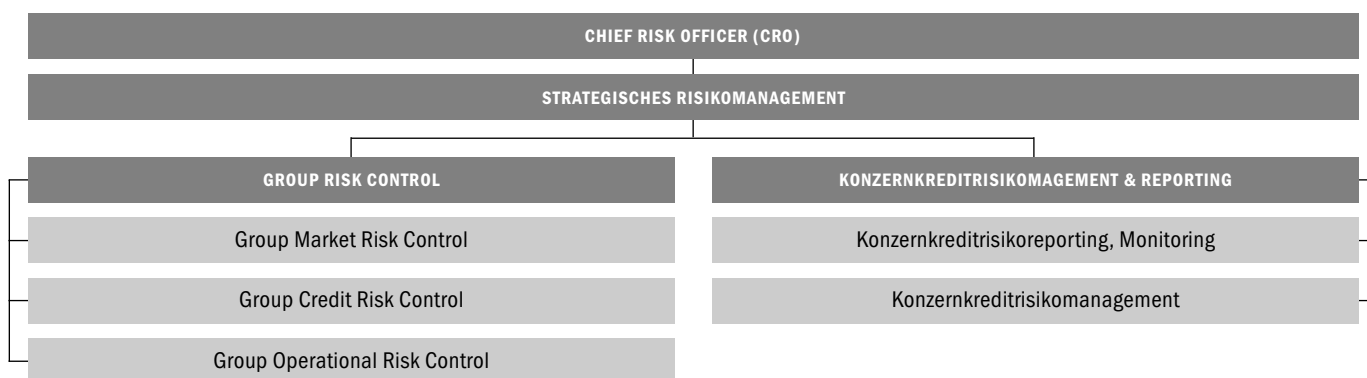 CHIEF RISK OFFICER (CRO)
STRATEGISCHES RISIKOMANAGEMENT
GROUP RISK CONTROL
Group Market Risk Control
Group Credit Risk Control
Group Operational Risk Control
KONZERNKREDITRISIKOMAGEMENT & REPORTING
Konzernkreditrisikoreporting, Monitoring
Konzernkreditrisikomanagement